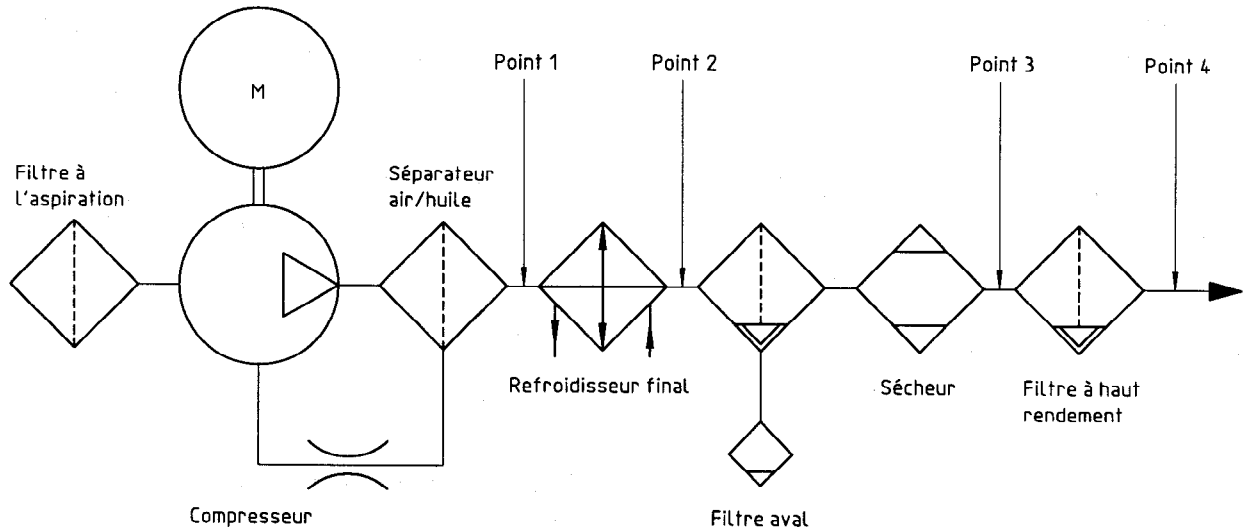 Point 1
Point 2
Point 3
Point 4
M
Filtre à
l'aspiration
Séparateur
air/huile
Refroidisseur final
Sécheur
Filtre à haut
rendement
Compresseur
Filtre aval